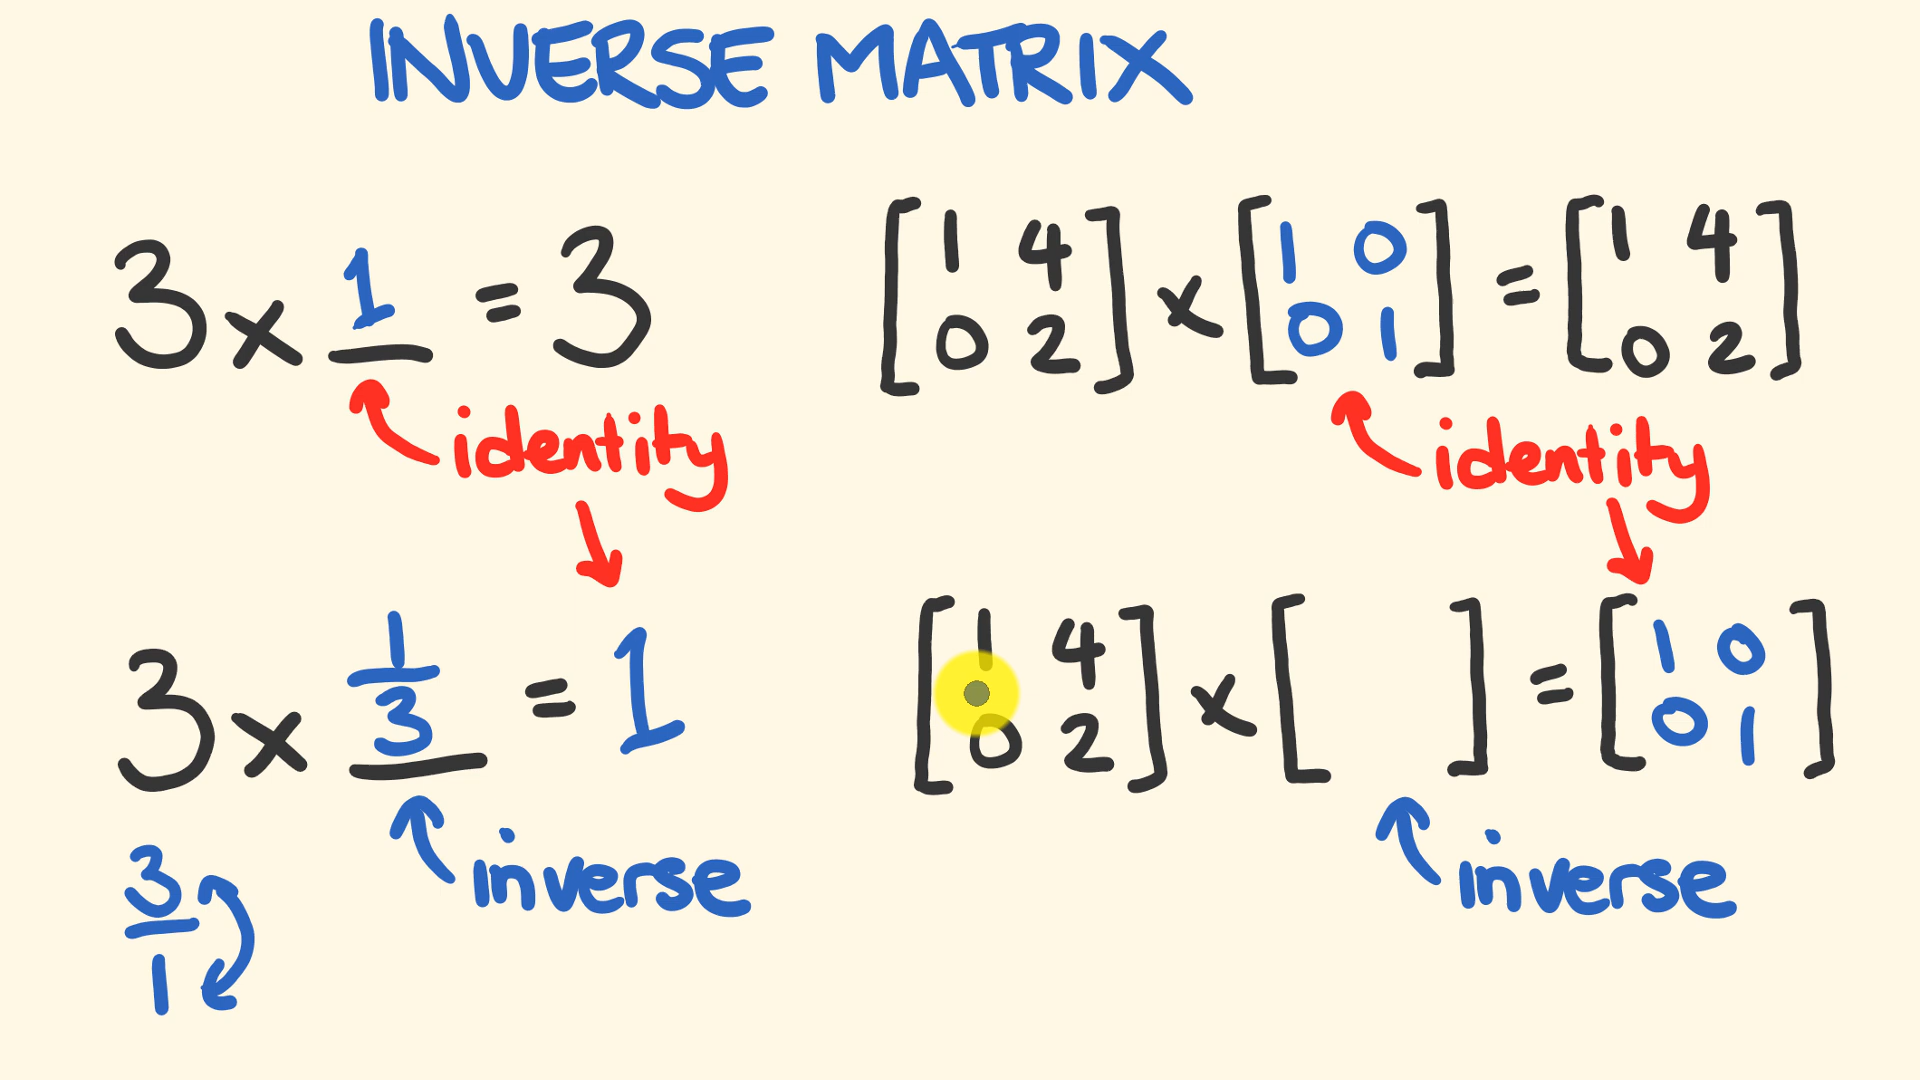 INVERSE MATRIX
3 x 1 = 3
identity
3 x 1/3 = 1
inverse
3/1
[1 4
0 2] x [1 0
0 1] = [1 4
0 2]
identity
[1 4
0 2] x [ ] = [1 0
0 1]
inverse